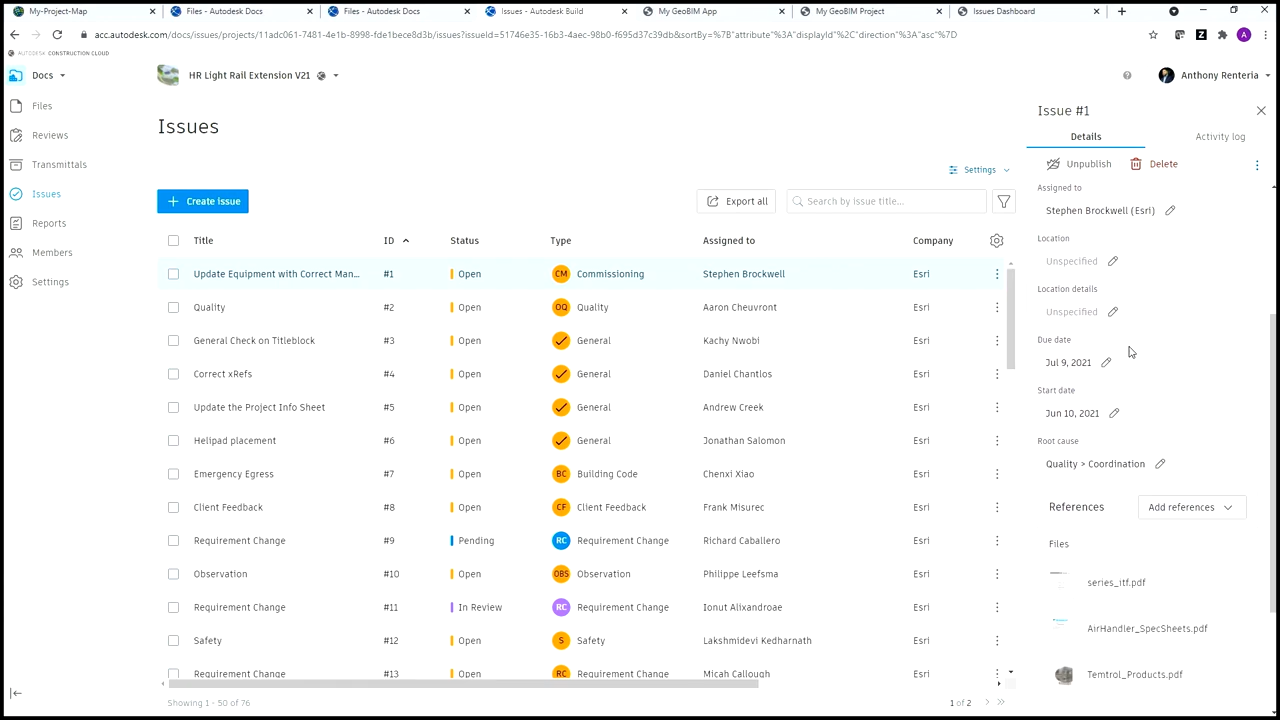 My-Project-Map
Files - Autodesk Docs
Files - Autodesk Docs
Issues - Autodesk Build
My GeoBIM App
My GeoBIM Project
Issues Dashboard
acc.autodesk.com/docs/issues/projects/11adc061-7481-4e1b-8998-fde1bece8d3b/issues?issueId=51746e35-16b3-4aec-98b0-f695d37c39db&sortBy=%7B"attribute"%3A"displayId"%2C"direction"%3A"asc"%7D
AUTODESK CONSTRUCTION CLOUD
Docs
HR Light Rail Extension V21
Anthony Renteria
Files
Reviews
Transmittals
Issues
Reports
Members
Settings
Issues
Settings
Create issue
Export all
Search by issue title...
Title ID Status Type Assigned to Company
Update Equipment with Correct Man... #1 Open CM Commissioning Stephen Brockwell Esri
Quality #2 Open OQ Quality Aaron Cheuvront Esri
General Check on Titleblock #3 Open General Kachy Nwobi Esri
Correct xRefs #4 Open General Daniel Chantlos Esri
Update the Project Info Sheet #5 Open General Andrew Creek Esri
Helipad placement #6 Open General Jonathan Salomon Esri
Emergency Egress #7 Open BC Building Code Chenxi Xiao Esri
Client Feedback #8 Open CF Client Feedback Frank Misurec Esri
Requirement Change #9 Pending RC Requirement Change Richard Caballero Esri
Observation #10 Open OBS Observation Philippe Leefsma Esri
Requirement Change #11 In Review RC Requirement Change Ionut Alixandroae Esri
Safety #12 Open S Safety Lakshmidevi Kedharnath Esri
Requirement Change #13 Open RC Requirement Change Micah Callough Esri
Showing 1 - 50 of 76
1 of 2
Issue #1
Details Activity log
Unpublish Delete
Assigned to
Stephen Brockwell (Esri)
Location
Unspecified
Location details
Unspecified
Due date
Jul 9, 2021
Start date
Jun 10, 2021
Root cause
Quality > Coordination
References
Add references
Files
series_itf.pdf
AirHandler_SpecSheets.pdf
Temtrol_Products.pdf